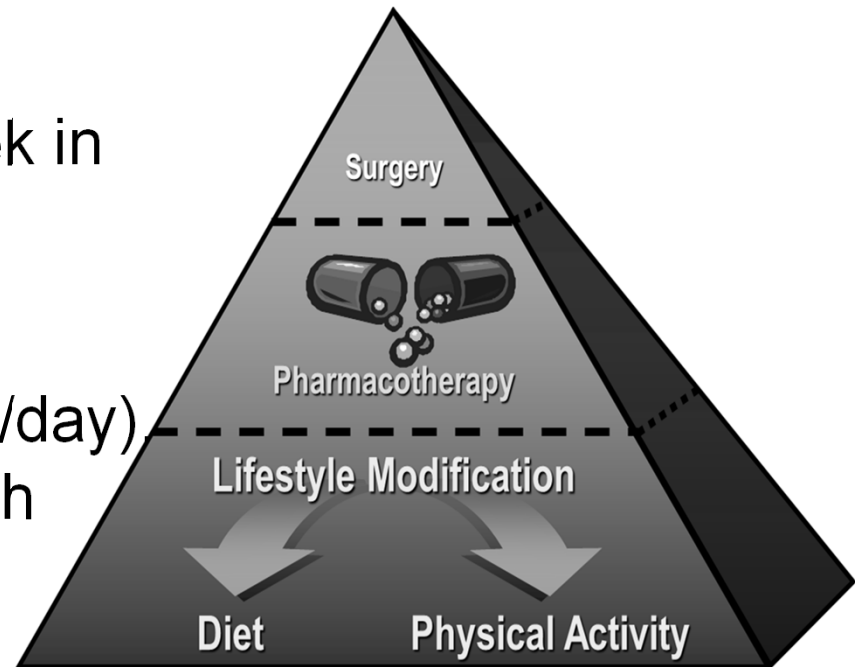 k in
Surgery
Pharmacotherapy
/day)
Lifestyle Modification
h
Diet Physical Activity